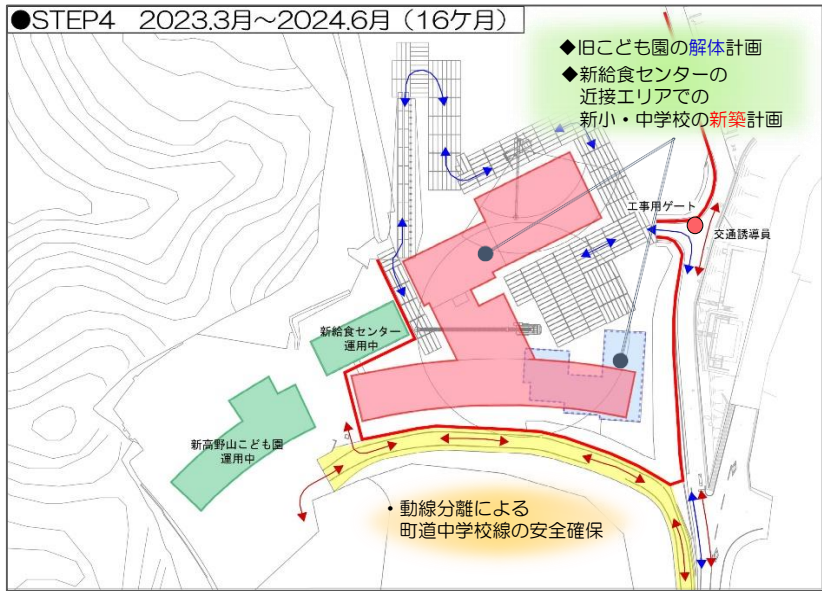 ●STEP4　2023.3月～2024.6月（16ケ月）
◆旧こども園の解体計画
◆新給食センターの
近接エリアでの
新小・中学校の新築計画
工事用ゲート
交通誘導員
新給食センター
運用中
新高野山こども園
運用中
・動線分離による
町道中学校線の安全確保